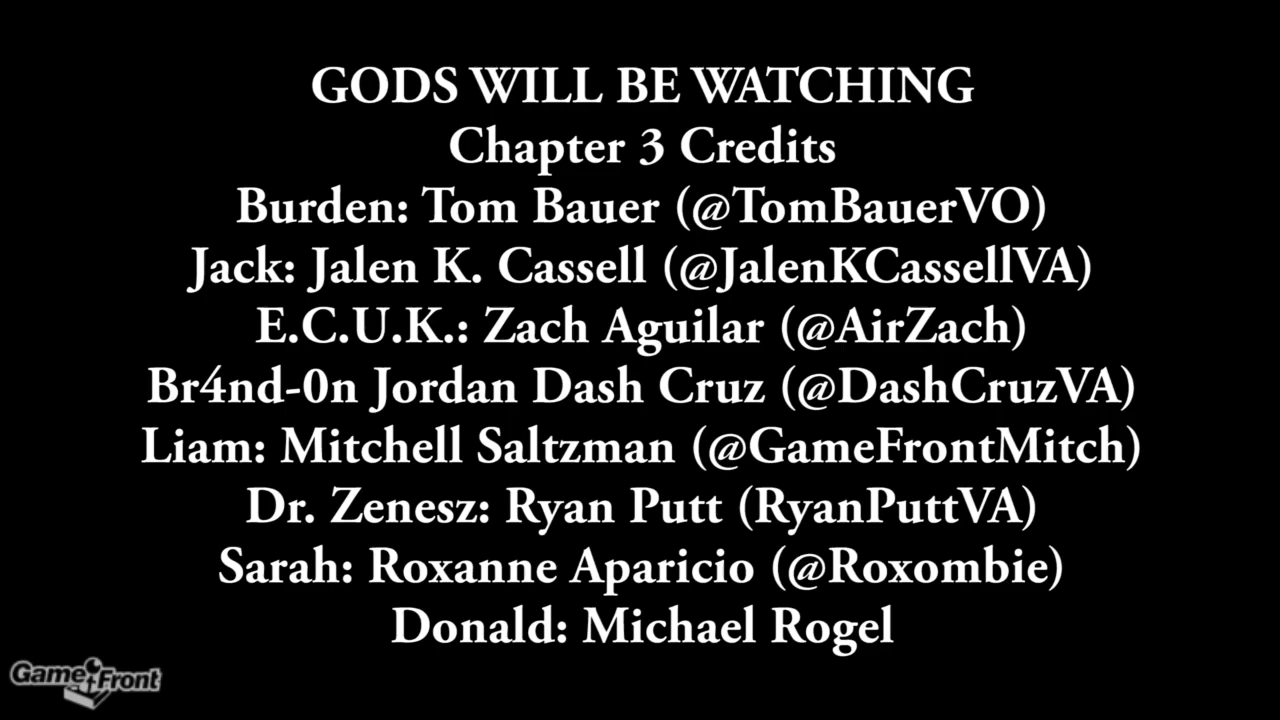 GODS WILL BE WATCHING
Chapter 3 Credits
Burden: Tom Bauer (@TomBauerVO)
Jack: Jalen K. Cassell (@JalenKCassellVA)
E.C.U.K.: Zach Aguilar (@AirZach)
Br4nd-0n Jordan Dash Cruz (@DashCruzVA)
Liam: Mitchell Saltzman (@GameFrontMitch)
Dr. Zenesz: Ryan Putt (RyanPuttVA)
Sarah: Roxanne Aparicio (@Roxombie)
Donald: Michael Rogel
GameFront